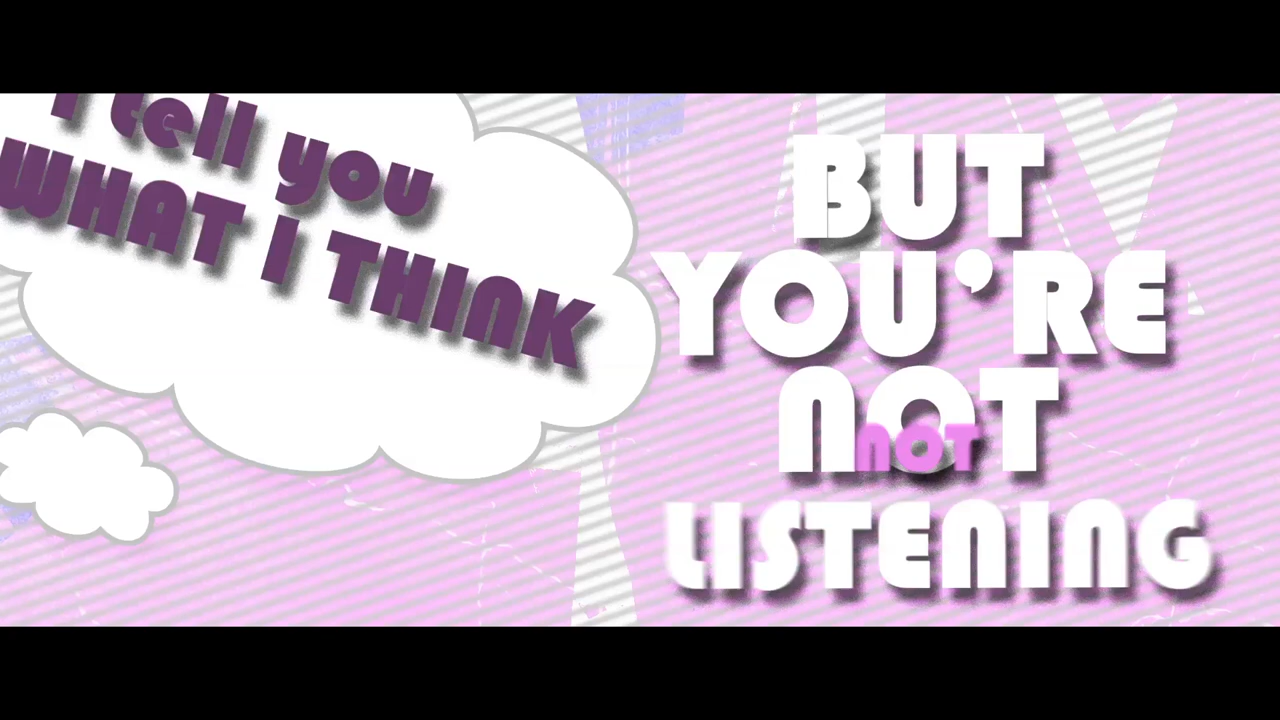 I tell you
WHAT I THINK
BUT
YOU'RE
NOT
NOT
LISTENING